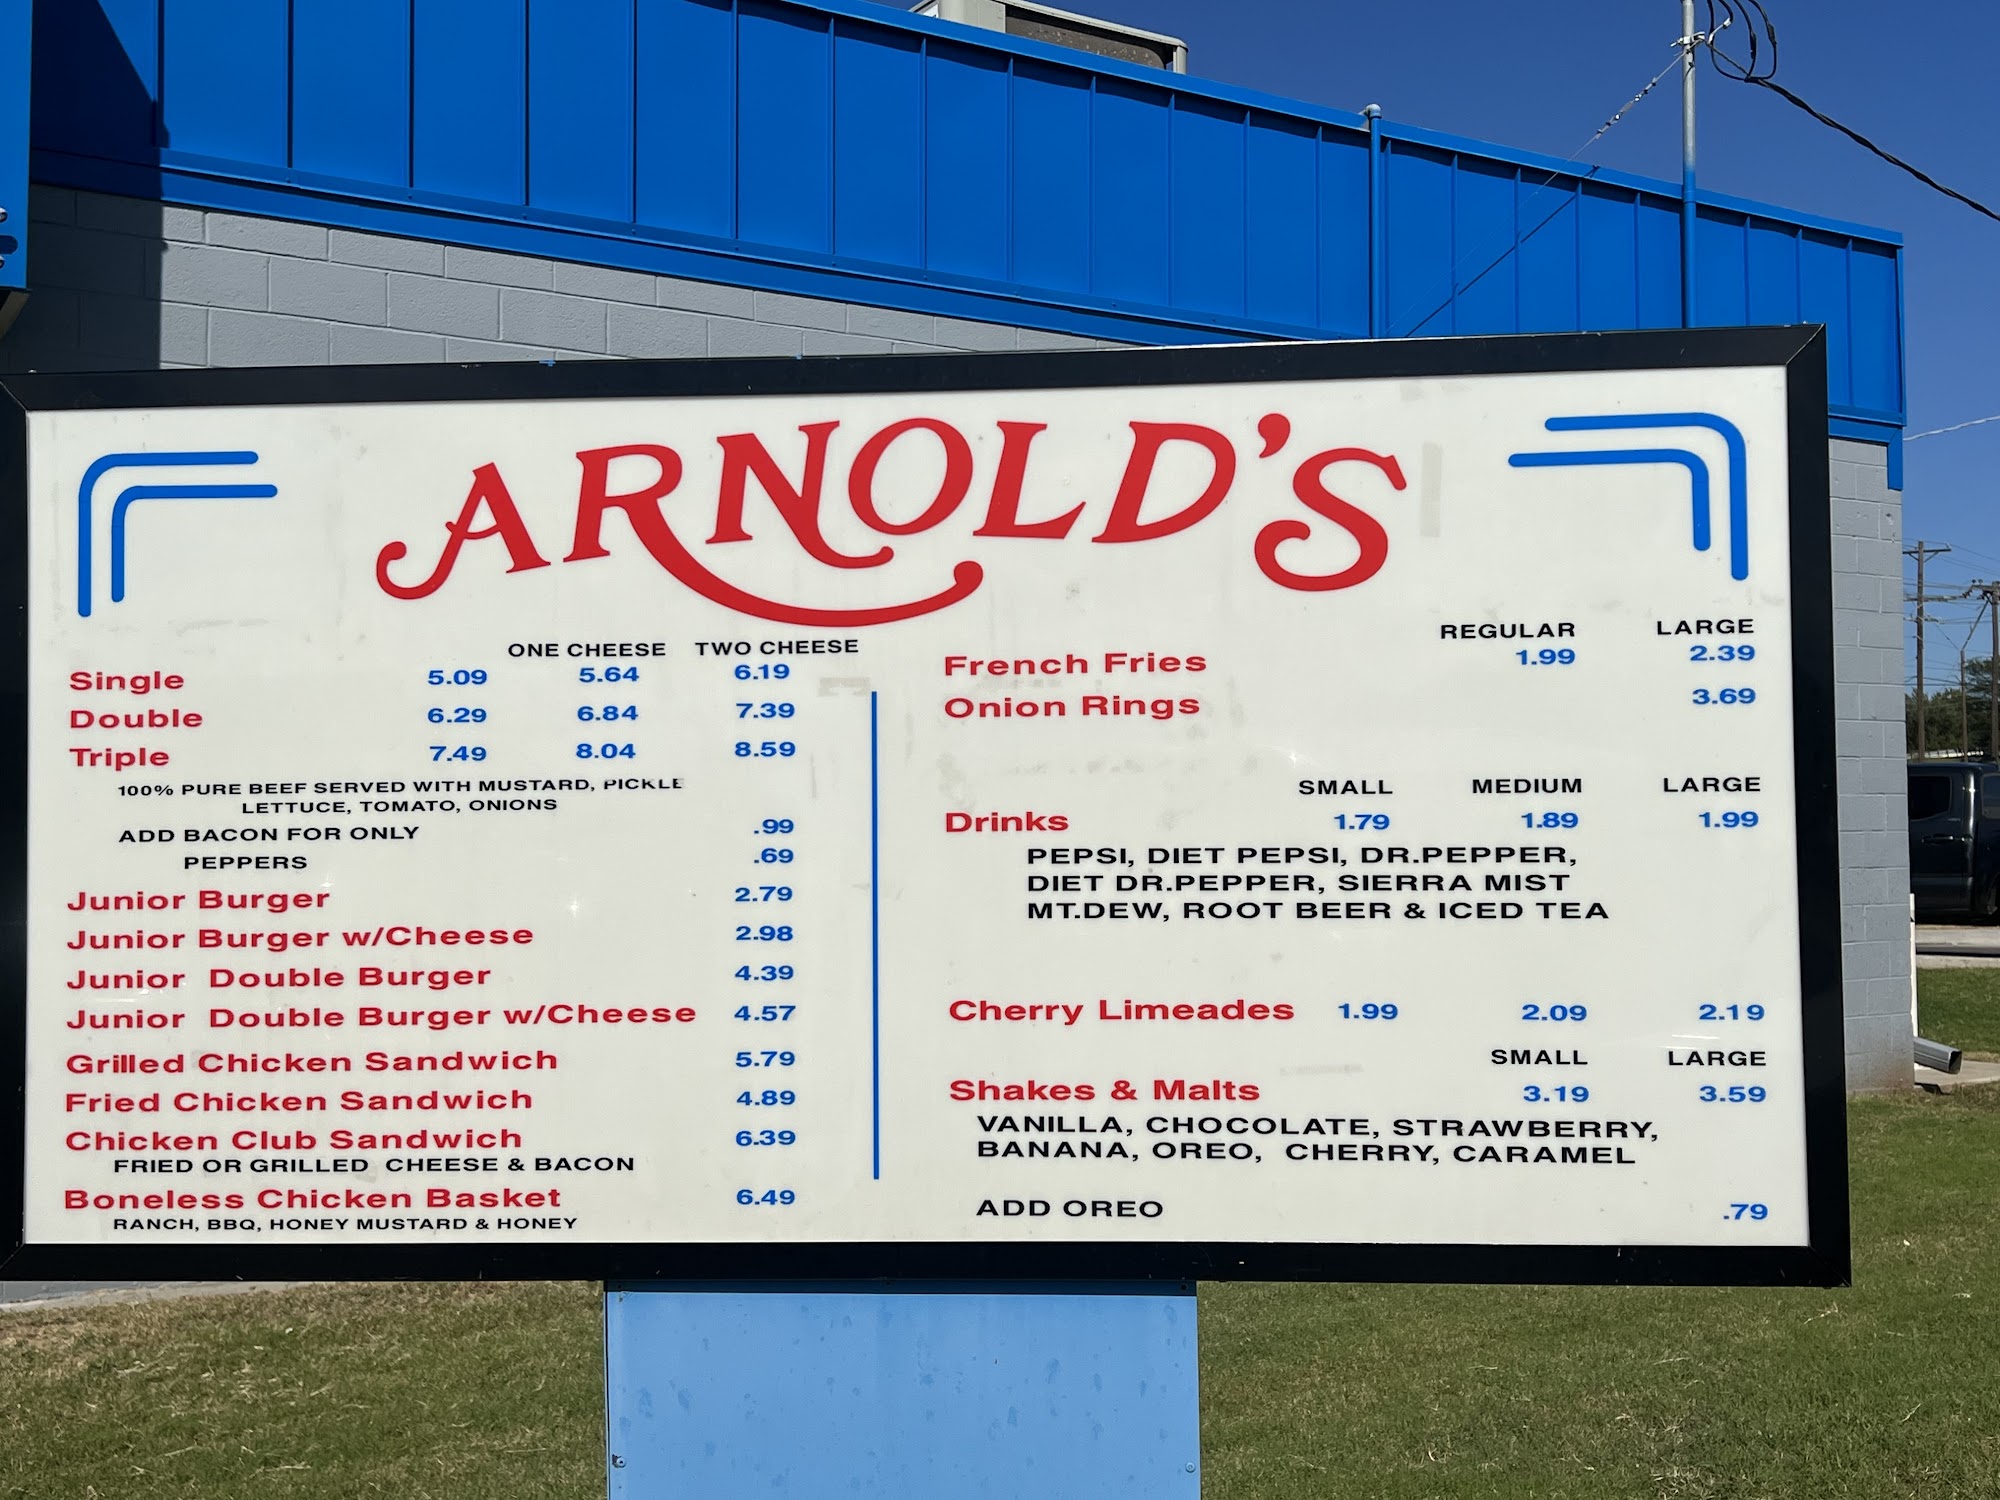 ARNOLD'S
ONE CHEESE TWO CHEESE
Single 5.09 5.64 6.19
Double 6.29 6.84 7.39
Triple 7.49 8.04 8.59
100% PURE BEEF SERVED WITH MUSTARD, PICKLE
LETTUCE, TOMATO, ONIONS
ADD BACON FOR ONLY .99
PEPPERS .69
Junior Burger 2.79
Junior Burger w/Cheese 2.98
Junior Double Burger 4.39
Junior Double Burger w/Cheese 4.57
Grilled Chicken Sandwich 5.79
Fried Chicken Sandwich 4.89
Chicken Club Sandwich 6.39
FRIED OR GRILLED CHEESE & BACON
Boneless Chicken Basket 6.49
RANCH, BBQ, HONEY MUSTARD & HONEY
REGULAR LARGE
French Fries 1.99 2.39
Onion Rings 3.69
SMALL MEDIUM LARGE
Drinks 1.79 1.89 1.99
PEPSI, DIET PEPSI, DR.PEPPER,
DIET DR.PEPPER, SIERRA MIST
MT.DEW, ROOT BEER & ICED TEA
Cherry Limeades 1.99 2.09 2.19
SMALL LARGE
Shakes & Malts 3.19 3.59
VANILLA, CHOCOLATE, STRAWBERRY,
BANANA, OREO, CHERRY, CARAMEL
ADD OREO .79